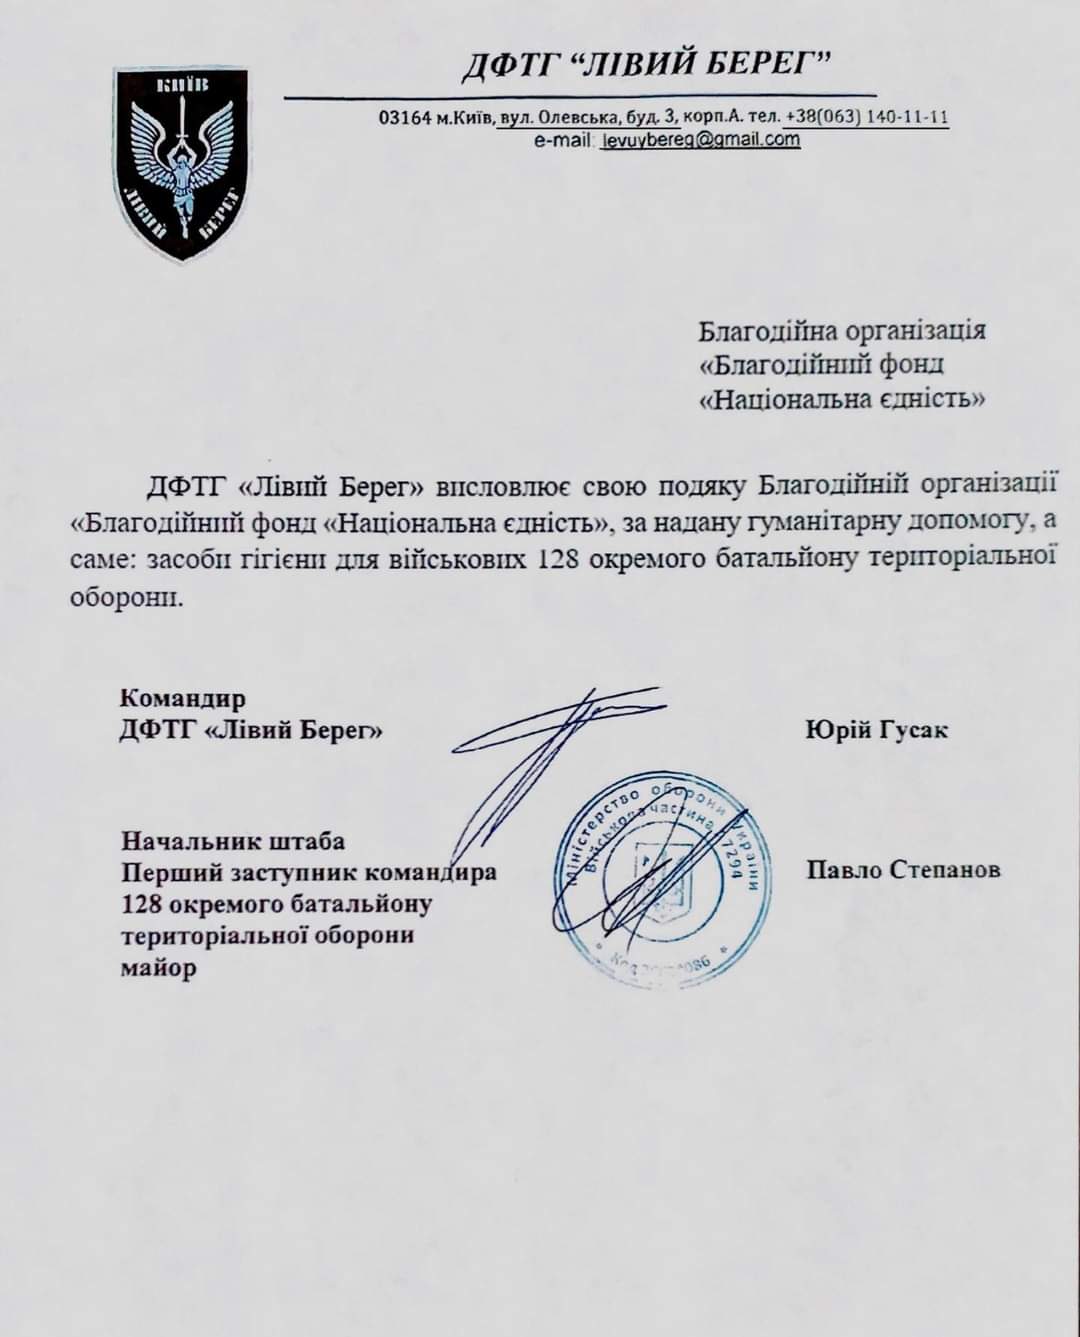 КИЇВ
ЛІВИЙ БЕРЕГ
ДФТГ “ЛІВИЙ БЕРЕГ”
03164 м.Київ, вул. Олевська, буд. 3, корп.А. тел. +38(063) 140-11-11
e-mail: levuybereg@gmail.com
Благодійна організація
«Благодійний фонд
«Національна єдність»
ДФТГ «Лівий Берег» висловлює свою подяку Благодійній організації
«Благодійний фонд «Національна єдність», за надану гуманітарну допомогу, а
саме: засоби гігієни для військових 128 окремого батальйону територіальної
оборони.
Командир
ДФТГ «Лівий Берег»
Юрій Гусак
Начальник штаба
Перший заступник командира
128 окремого батальйону
територіальної оборони
майор
Павло Степанов
Міністерство оборони України
Військова частина 7294
Код